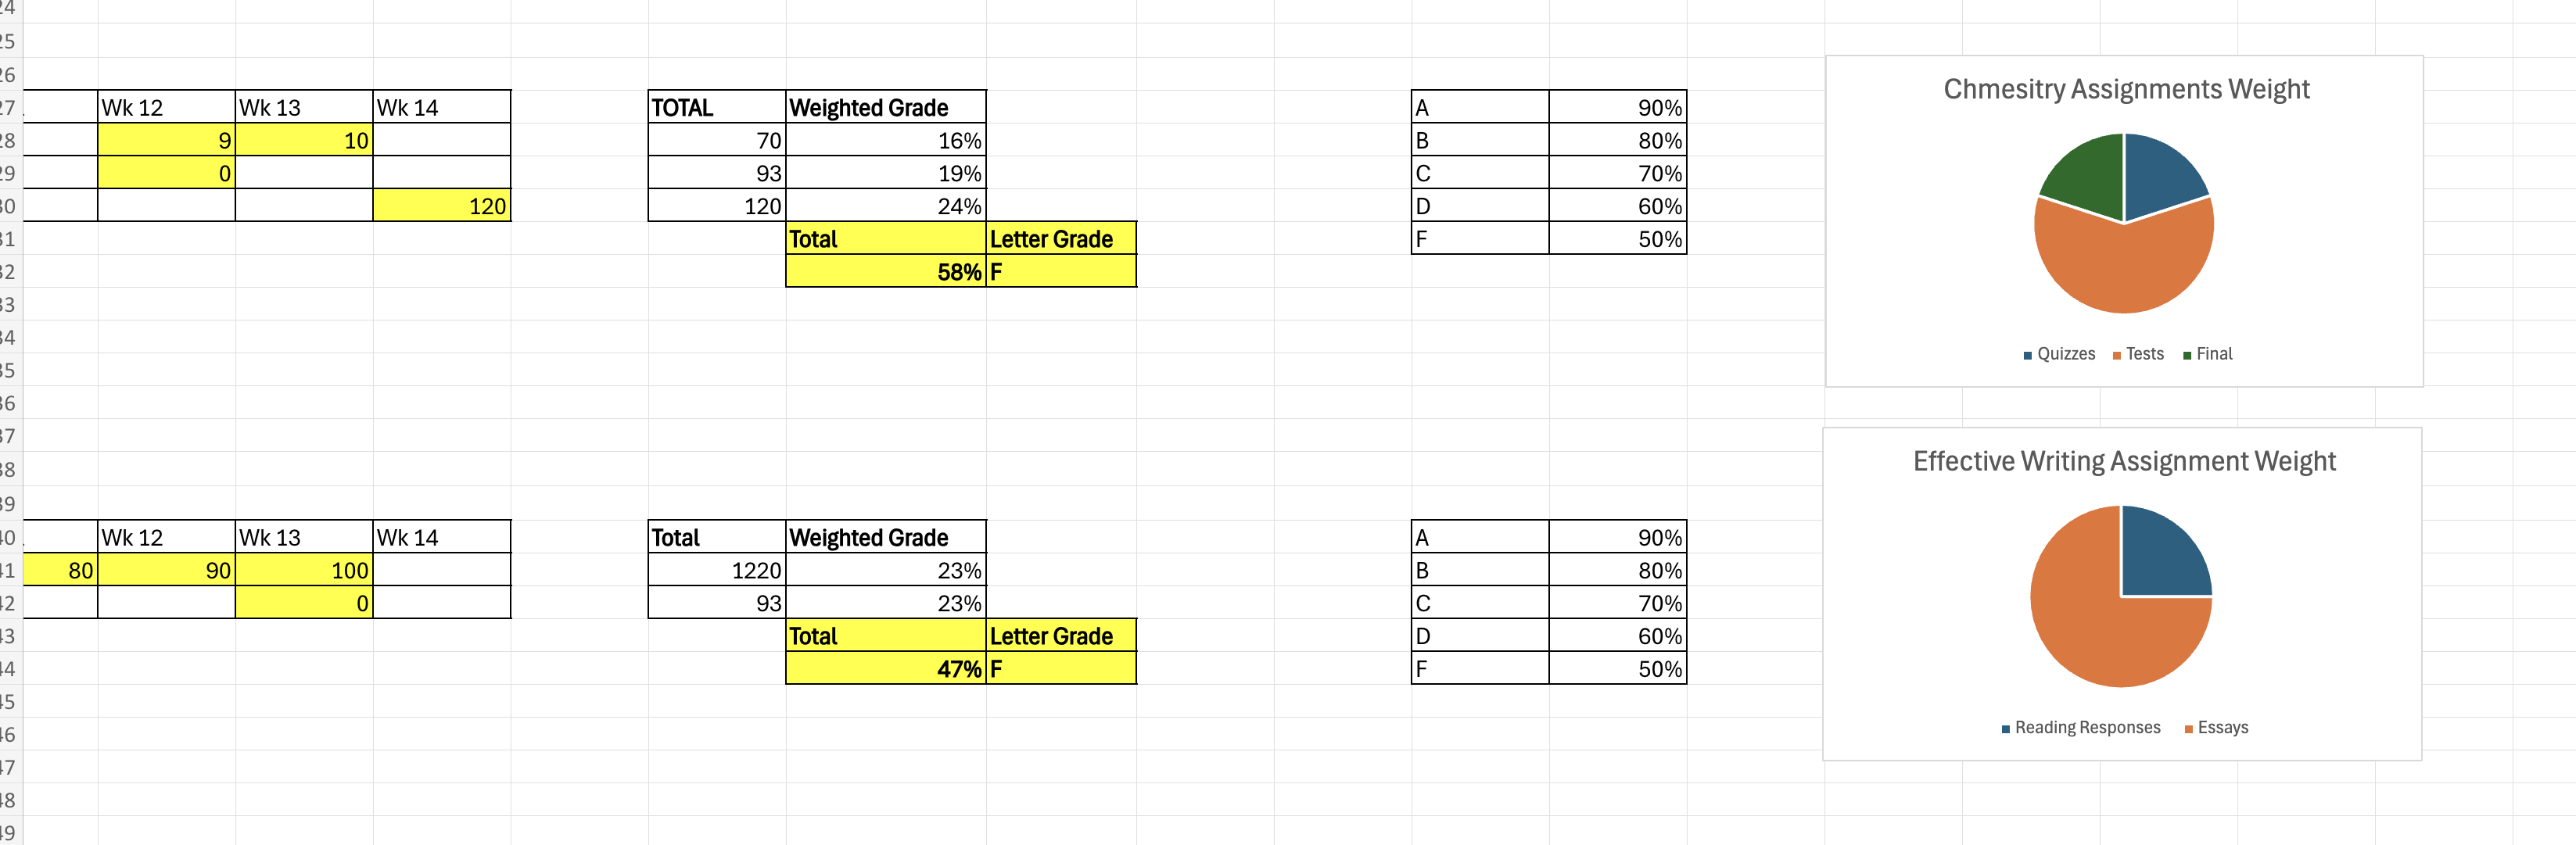 24
25
26
Chmesitry Assignments Weight
27 Wk 12 Wk 13 Wk 14 TOTAL Weighted Grade A 90%
28 9 10 70 16% B 80%
29 0 93 19% C 70%
30 120 120 24% D 60%
31 Total Letter Grade F 50%
32 58% F
33
34
35 Quizzes Tests Final
36
37
38 Effective Writing Assignment Weight
39
40 Wk 12 Wk 13 Wk 14 Total Weighted Grade A 90%
41 80 90 100 1220 23% B 80%
42 0 93 23% C 70%
43 Total Letter Grade D 60%
44 47% F F 50%
45
46 Reading Responses Essays
47
48
49